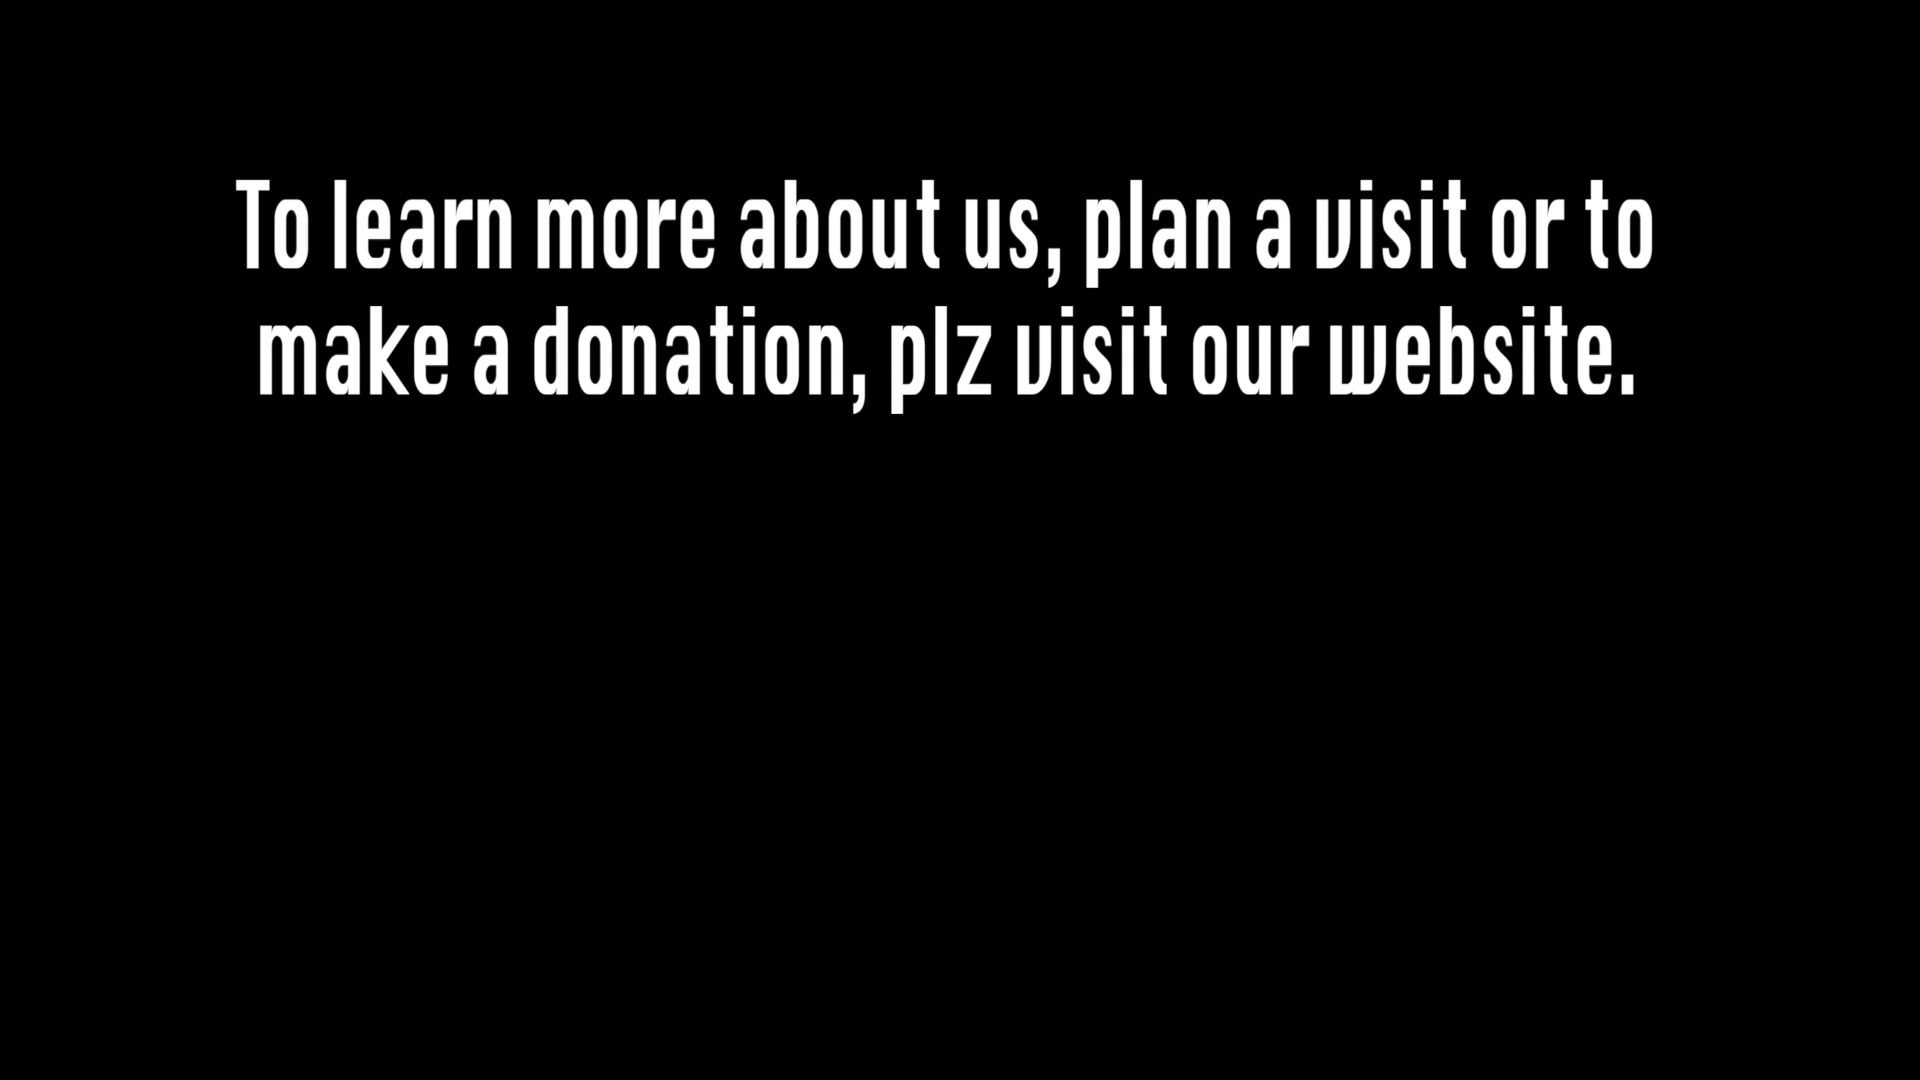 To learn more about us, plan a visit or to
make a donation, plz visit our website.